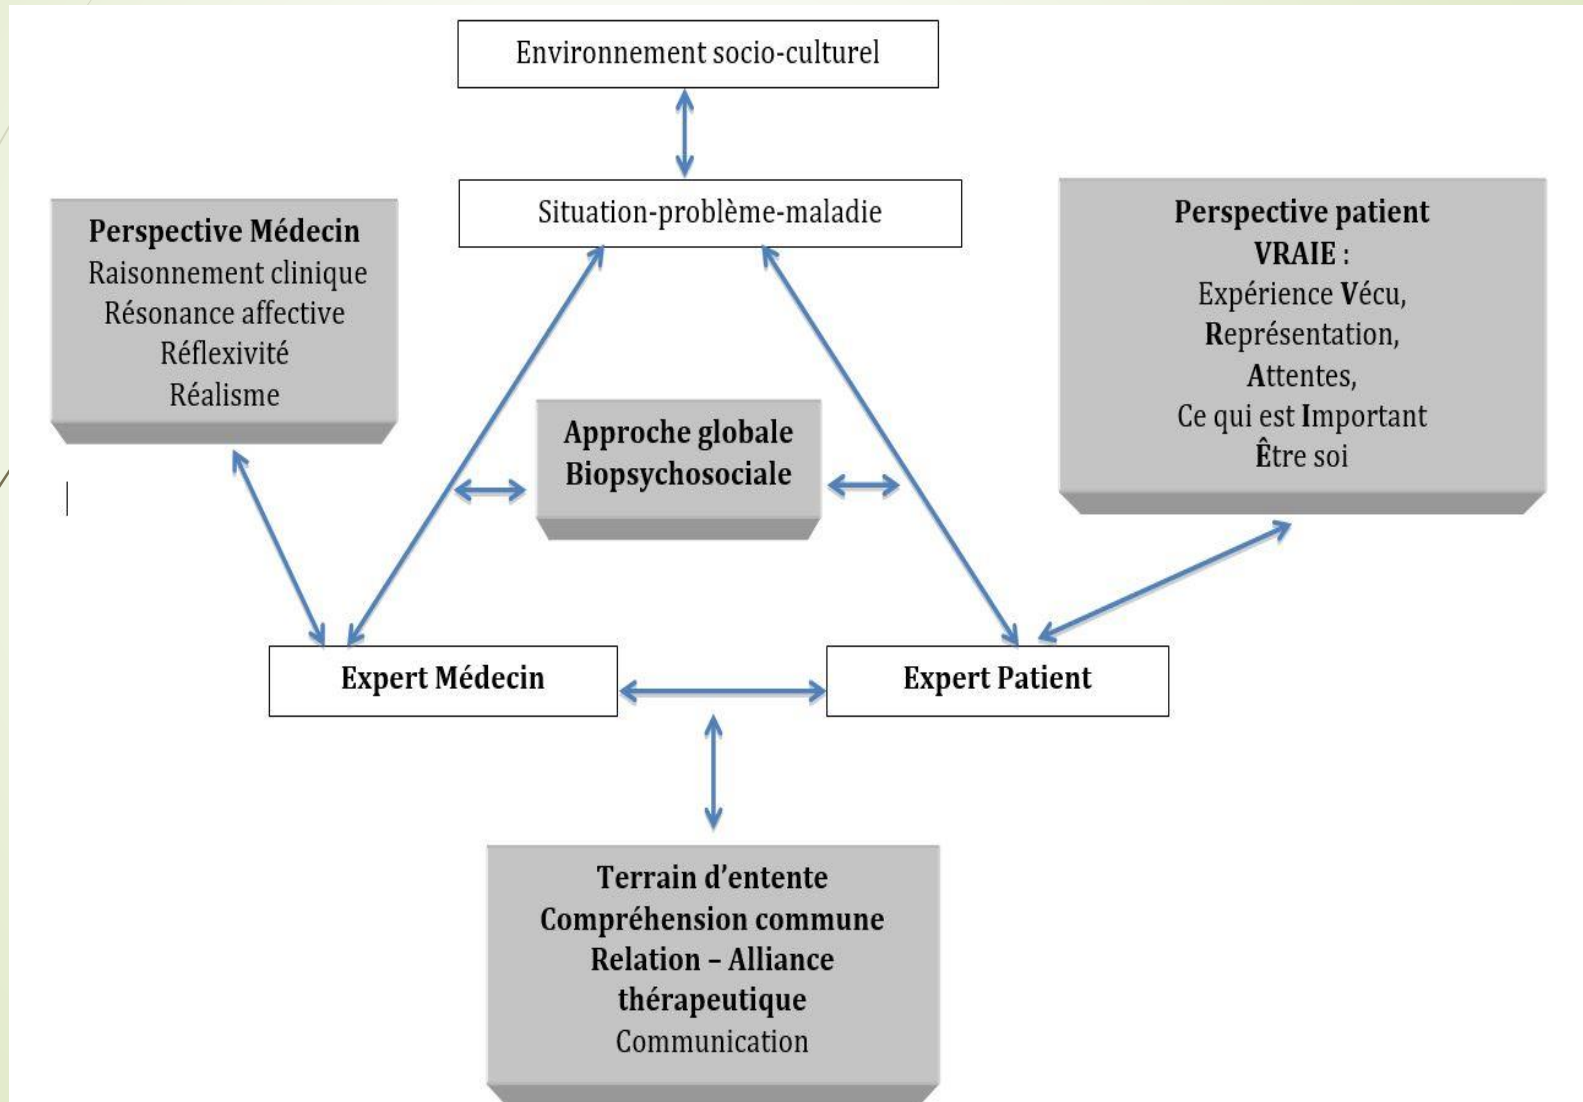 Environnement socio-culturel
Situation-problème-maladie
Perspective Médecin
Raisonnement clinique
Résonance affective
Réflexivité
Réalisme
Perspective patient
VRAIE :
Expérience Vécu,
Représentation,
Attentes,
Ce qui est Important
Être soi
Approche globale
Biopsychosociale
Expert Médecin
Expert Patient
Terrain d'entente
Compréhension commune
Relation – Alliance
thérapeutique
Communication